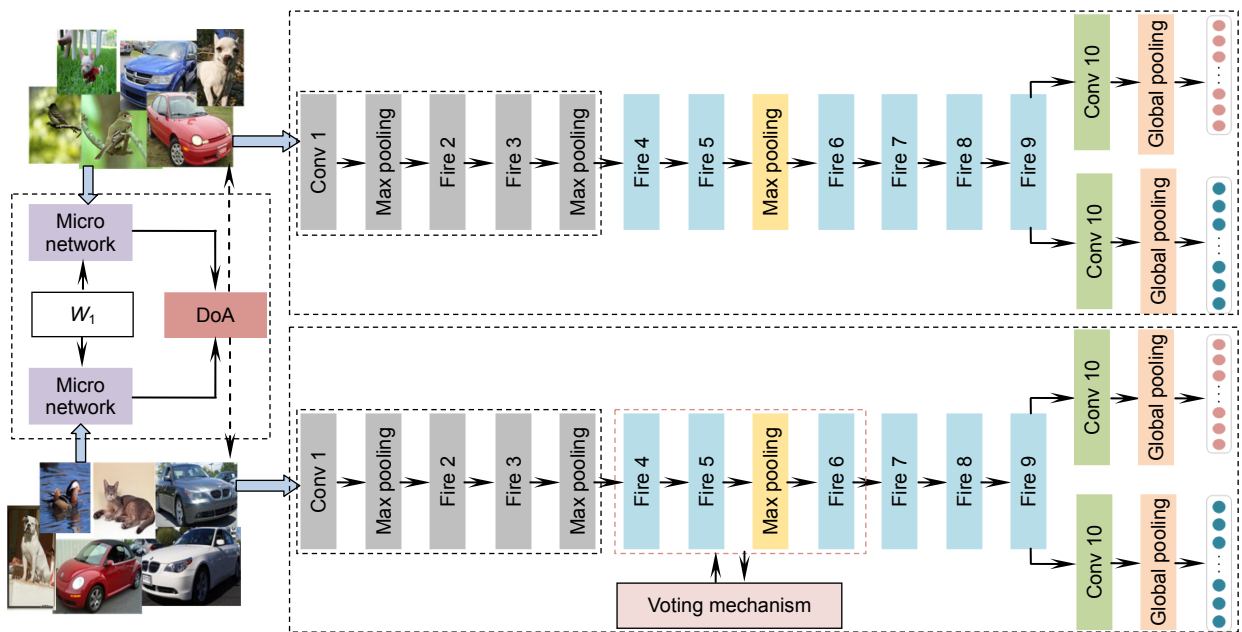 Conv 1
Max pooling
Fire 2
Fire 3
Max pooling
Fire 4
Fire 5
Max pooling
Fire 6
Fire 7
Fire 8
Fire 9
Conv 10
Global pooling
Conv 10
Global pooling
Micro
network
W1
DoA
Micro
network
Conv 1
Max pooling
Fire 2
Fire 3
Max pooling
Fire 4
Fire 5
Max pooling
Fire 6
Fire 7
Fire 8
Fire 9
Conv 10
Global pooling
Conv 10
Global pooling
Voting mechanism